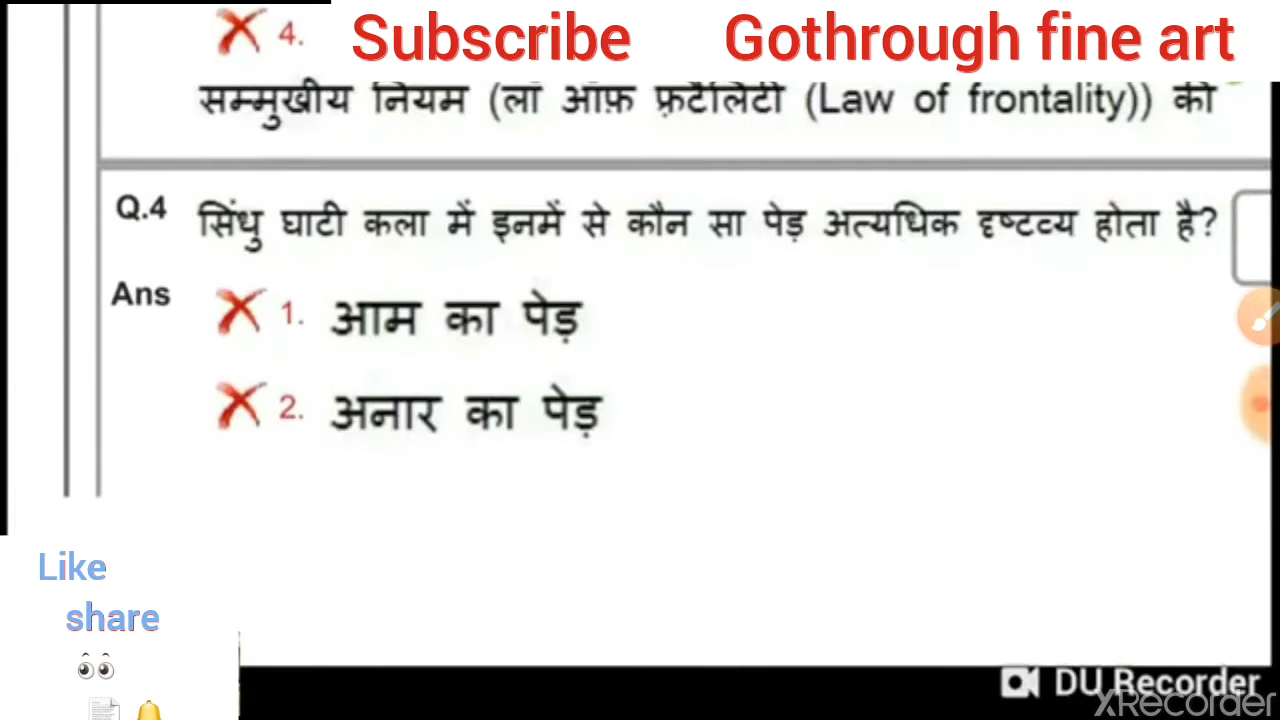 Subscribe Gothrough fine art
4.
सम्मुखीय नियम (लॉ ऑफ़ फ़्रंटैलिटी (Law of frontality)) की
Q.4 सिंधु घाटी कला में इनमें से कौन सा पेड़ अत्यधिक दृष्टव्य होता है?
Ans 1. आम का पेड़
2. अनार का पेड़
Like
share
DU Recorder
XRecorder